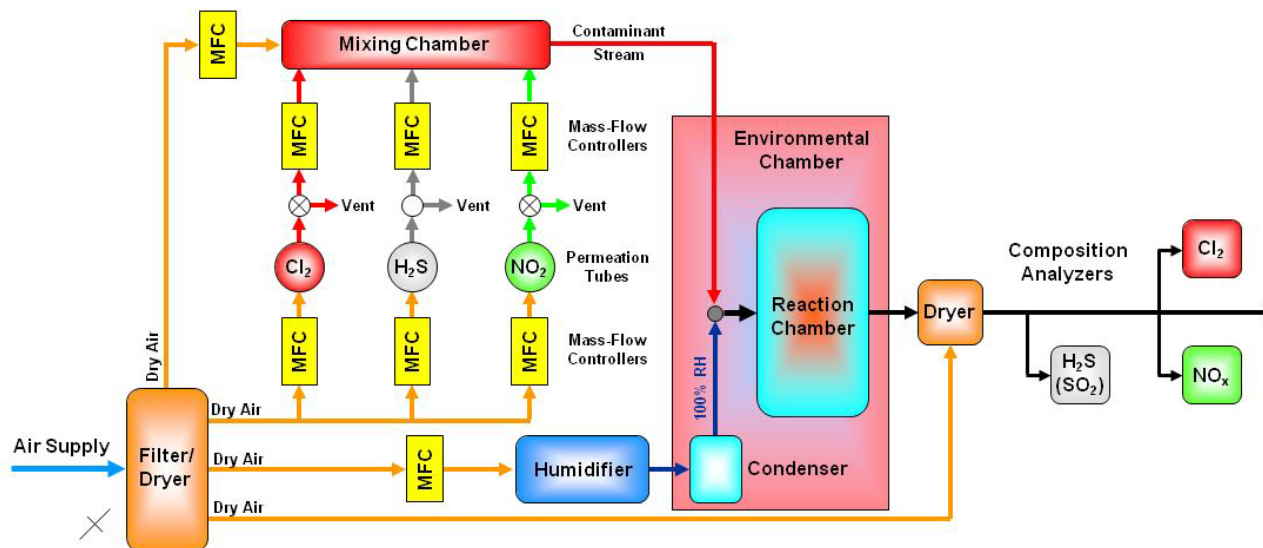 MFC
Mixing Chamber
Contaminant
Stream
MFC
MFC
MFC
Mass-Flow
Controllers
Environmental
Chamber
Vent
Vent
Vent
Cl₂
H₂S
NO₂
Permeation
Tubes
Composition
Analyzers
Cl₂
Reaction
Chamber
Dryer
Dry Air
MFC
MFC
MFC
Mass-Flow
Controllers
100% RH
H₂S
(SO₂)
NOₓ
Dry Air
Air Supply
Filter/
Dryer
Dry Air
MFC
Humidifier
Condenser
Dry Air